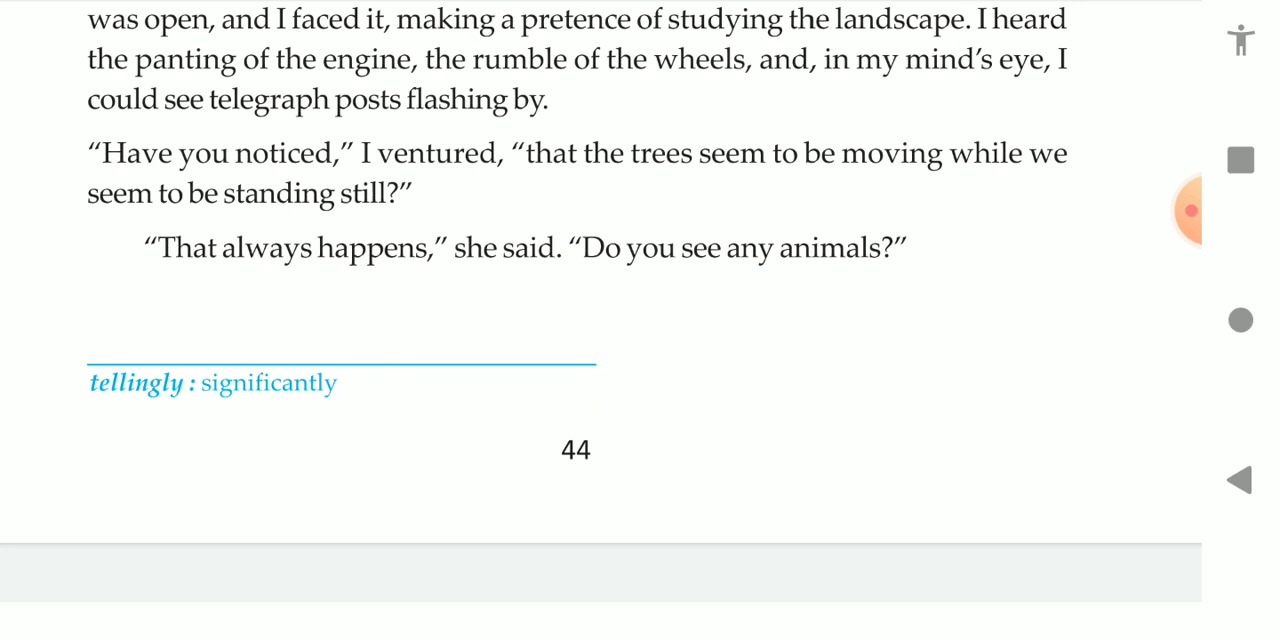 was open, and I faced it, making a pretence of studying the landscape. I heard
the panting of the engine, the rumble of the wheels, and, in my mind’s eye, I
could see telegraph posts flashing by.
“Have you noticed,” I ventured, “that the trees seem to be moving while we
seem to be standing still?”
“That always happens,” she said. “Do you see any animals?”
tellingly : significantly
44